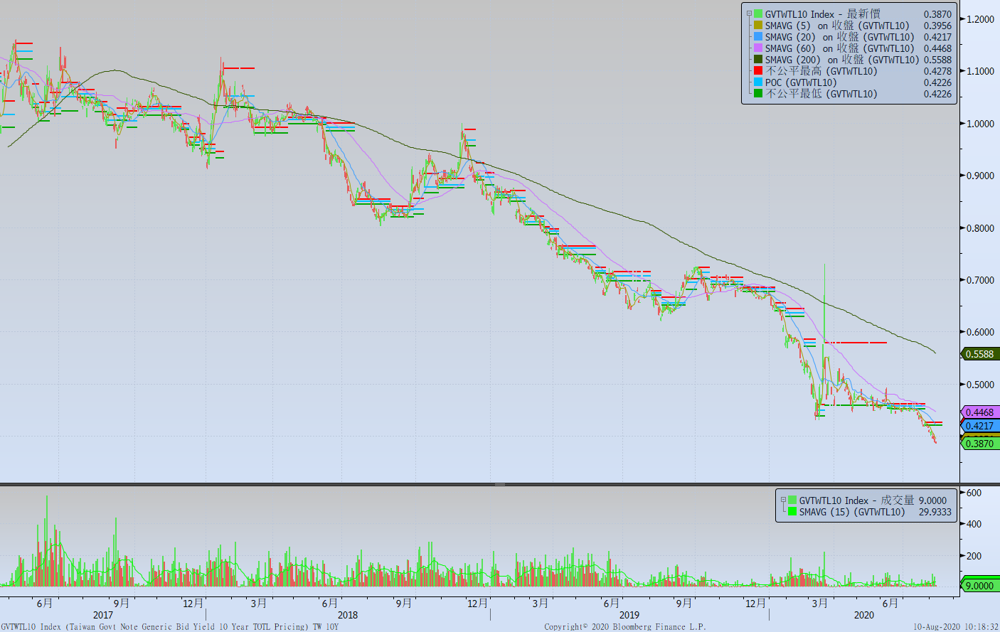 GVTWTL10 Index - 最新價 0.3870
SMAVG (5) on 收盤 (GVTWTL10) 0.3956
SMAVG (20) on 收盤 (GVTWTL10) 0.4217
SMAVG (60) on 收盤 (GVTWTL10) 0.4468
SMAVG (200) on 收盤 (GVTWTL10) 0.5588
不公平最高 (GVTWTL10) 0.4278
POC (GVTWTL10) 0.4226
不公平最低 (GVTWTL10) 0.4226
1.2000
1.1000
1.0000
0.9000
0.8000
0.7000
0.6000
0.5588
0.5000
0.4468
0.4217
0.3870
GVTWTL10 Index - 成交量 9.0000
SMAVG (15) (GVTWTL10) 29.9333
600
400
200
9.0000
6月 9月 12月 3月 6月 9月 12月 3月 6月 9月 12月 3月 6月
2017 2018 2019 2020
GVTWTL10 Index (Taiwan Govt Note Generic Bid Yield 10 Year TOTL Pricing) TW 10Y Copyright© 2020 Bloomberg Finance L.P. 10-Aug-2020 10:18:32